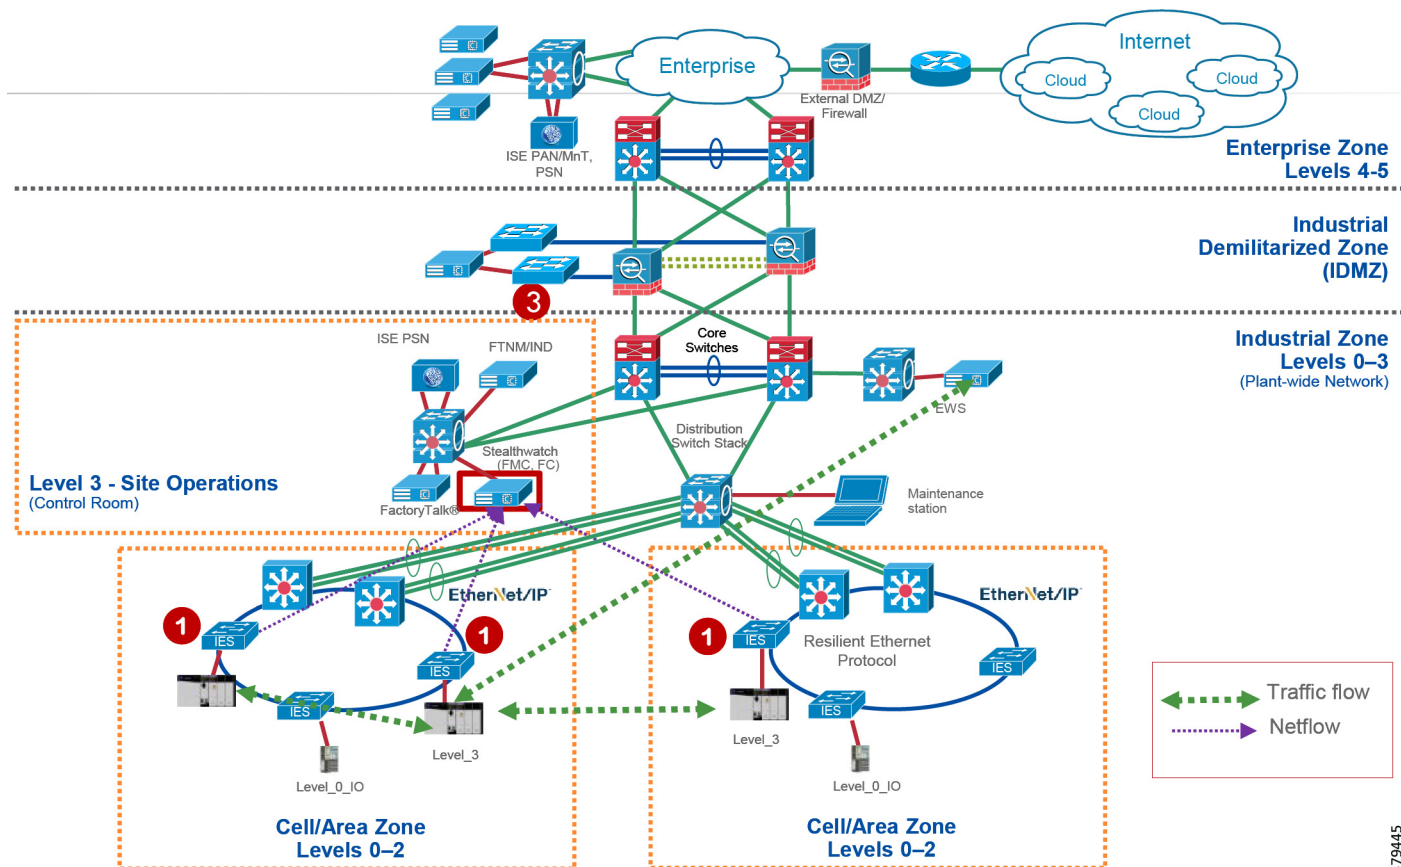 Internet
Enterprise
Cloud
Cloud
Cloud
External DMZ/
Firewall
ISE PAN/MnT,
PSN
Enterprise Zone
Levels 4-5
Industrial
Demilitarized Zone
(IDMZ)
3
ISE PSN
FTNM/IND
Core
Switches
Industrial Zone
Levels 0–3
(Plant-wide Network)
EWS
Distribution
Switch Stack
Stealthwatch
(FMC, FC)
Level 3 - Site Operations
(Control Room)
FactoryTalk®
Maintenance
station
EtherNet/IP
EtherNet/IP
1
IES
1
IES
IES
1
IES
Resilient Ethernet
Protocol
IES
IES
Level_3
Level_3
Level_0_IO
Level_0_IO
Traffic flow
Netflow
Cell/Area Zone
Levels 0–2
Cell/Area Zone
Levels 0–2
79445